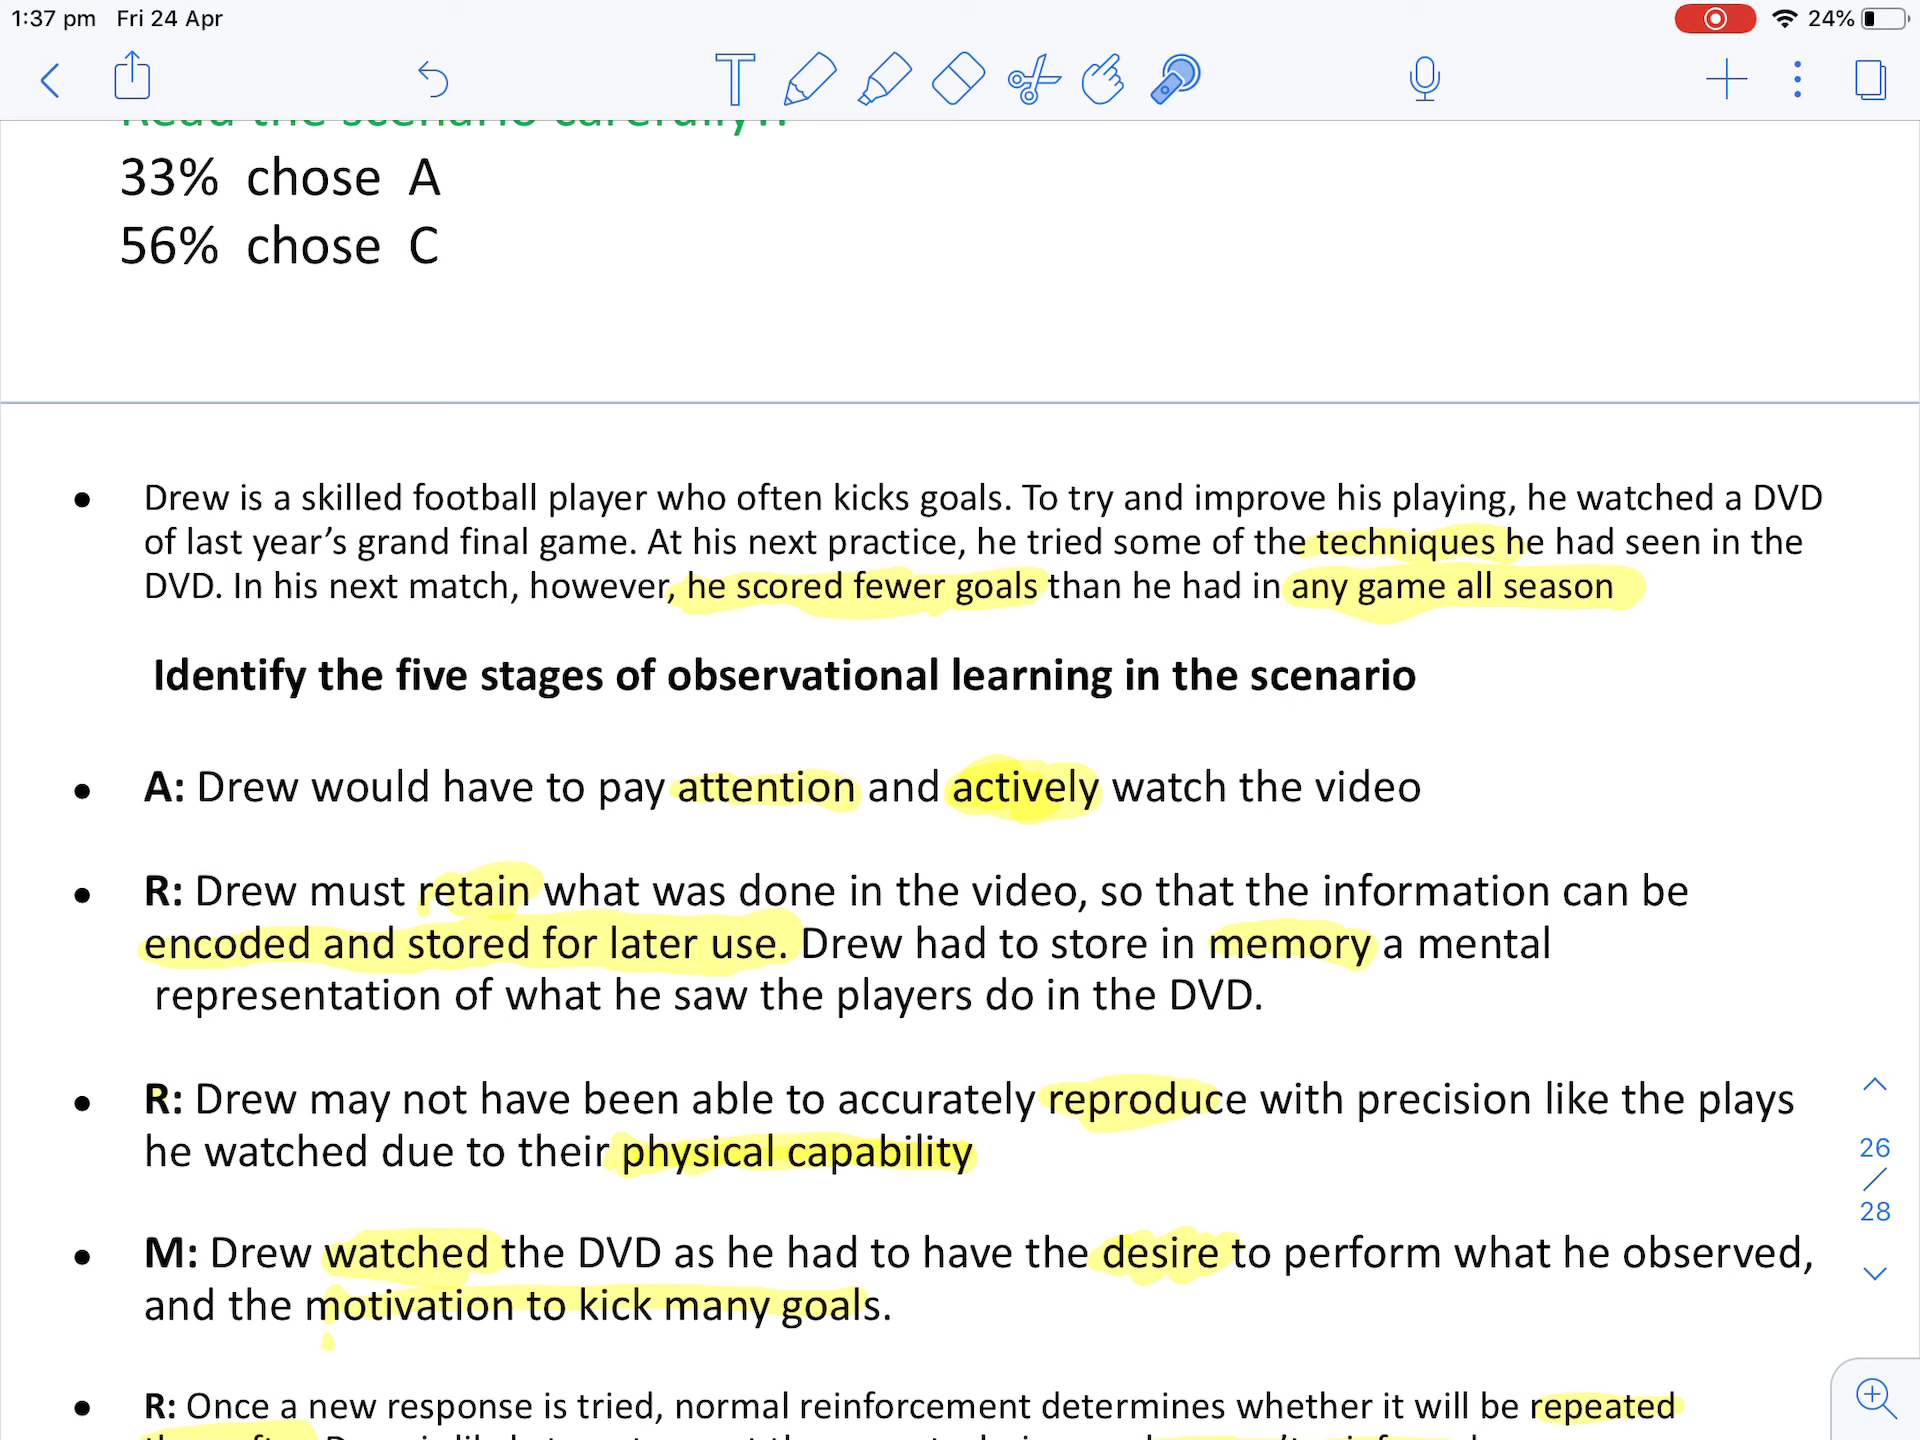 1:37 pm Fri 24 Apr
24%
Read the scenario carefully!!
33% chose A
56% chose C
Drew is a skilled football player who often kicks goals. To try and improve his playing, he watched a DVD
of last year’s grand final game. At his next practice, he tried some of the techniques he had seen in the
DVD. In his next match, however, he scored fewer goals than he had in any game all season
Identify the five stages of observational learning in the scenario
A: Drew would have to pay attention and actively watch the video
R: Drew must retain what was done in the video, so that the information can be
encoded and stored for later use. Drew had to store in memory a mental
representation of what he saw the players do in the DVD.
R: Drew may not have been able to accurately reproduce with precision like the plays
he watched due to their physical capability
M: Drew watched the DVD as he had to have the desire to perform what he observed,
and the motivation to kick many goals.
R: Once a new response is tried, normal reinforcement determines whether it will be repeated
26
/
28